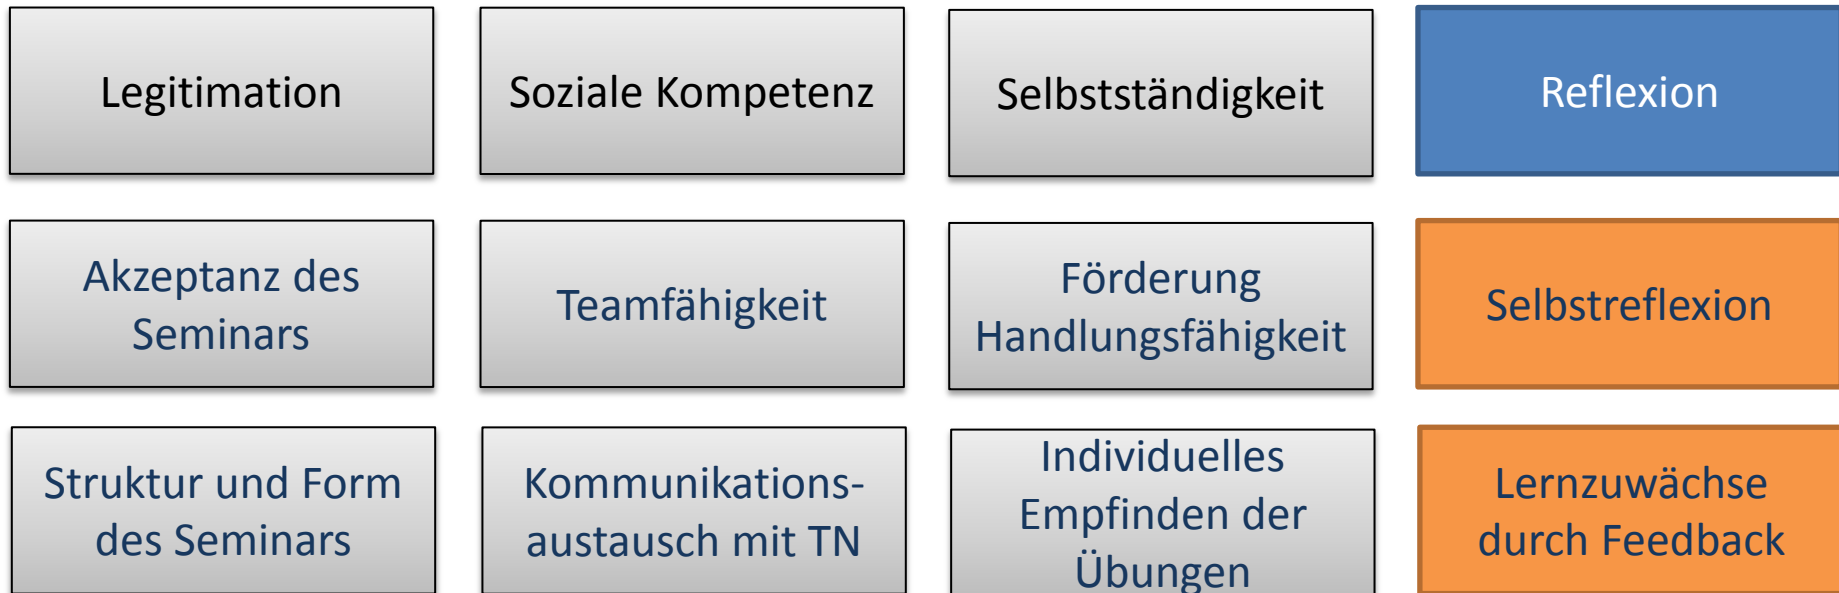 Legitimation
Soziale Kompetenz
Selbstständigkeit
Reflexion
Akzeptanz des
Seminars
Teamfähigkeit
Förderung
Handlungsfähigkeit
Selbstreflexion
Struktur und Form
des Seminars
Kommunikations-
austausch mit TN
Individuelles
Empfinden der
Übungen
Lernzuwächse
durch Feedback